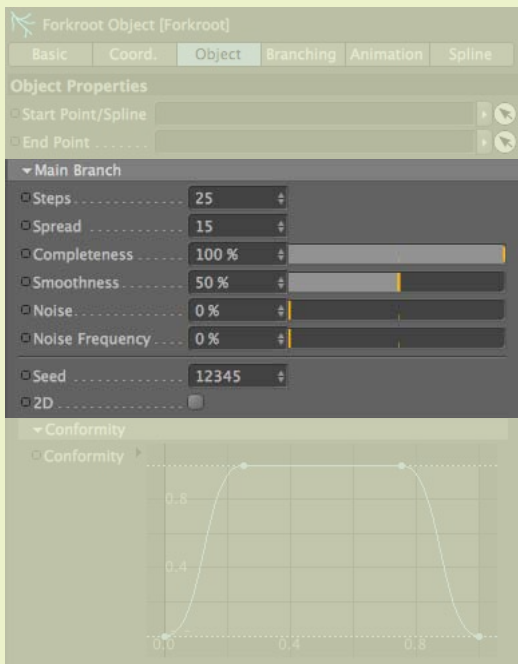 Forkroot Object [Forkroot]
Basic Coord. Object Branching Animation Spline
Object Properties
Start Point/Spline
End Point . . . . . . .
Main Branch
Steps . . . . . . . . . . . . . 25
Spread . . . . . . . . . . . 15
Completeness . . . . . 100 %
Smoothness . . . . . . . 50 %
Noise. . . . . . . . . . . . . 0 %
Noise Frequency . . . . 0 %
Seed . . . . . . . . . . . . . 12345
2D . . . . . . . . . . . . . . .
Conformity
Conformity
0.8
0.4
0.0 0.4 0.8